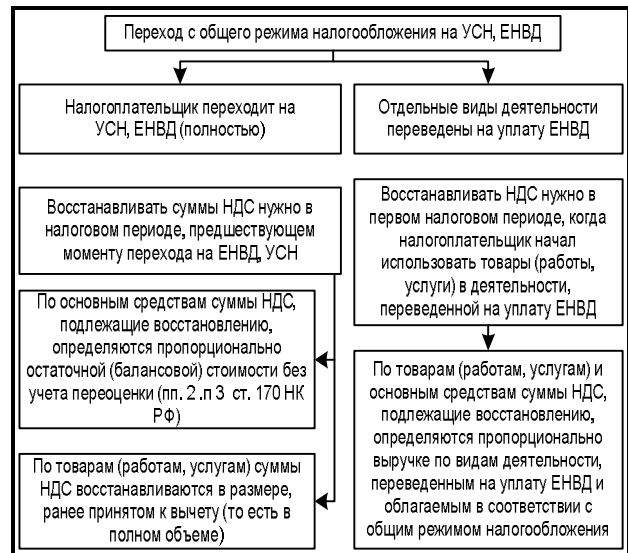 Переход с общего режима налогообложения на УСН, ЕНВД
Налогоплательщик переходит на
УСН, ЕНВД (полностью)
Отдельные виды деятельности
переведены на уплату ЕНВД
Восстанавливать суммы НДС нужно в
налоговом периоде, предшествующем
моменту перехода на ЕНВД, УСН
Восстанавливать НДС нужно в
первом налоговом периоде, когда
налогоплательщик начал
использовать товары (работы,
услуги) в деятельности,
переведенной на уплату ЕНВД
По основным средствам суммы НДС,
подлежащие восстановлению,
определяются пропорционально
остаточной (балансовой) стоимости без
учета переоценки (пп. 2 .п 3 ст. 170 НК
РФ)
По товарам (работам, услугам) суммы
НДС восстанавливаются в размере,
ранее принятом к вычету (то есть в
полном объеме)
По товарам (работам, услугам) и
основным средствам суммы НДС,
подлежащие восстановлению,
определяются пропорционально
выручке по видам деятельности,
переведенным на уплату ЕНВД и
облагаемым в соответствии с
общим режимом налогообложения